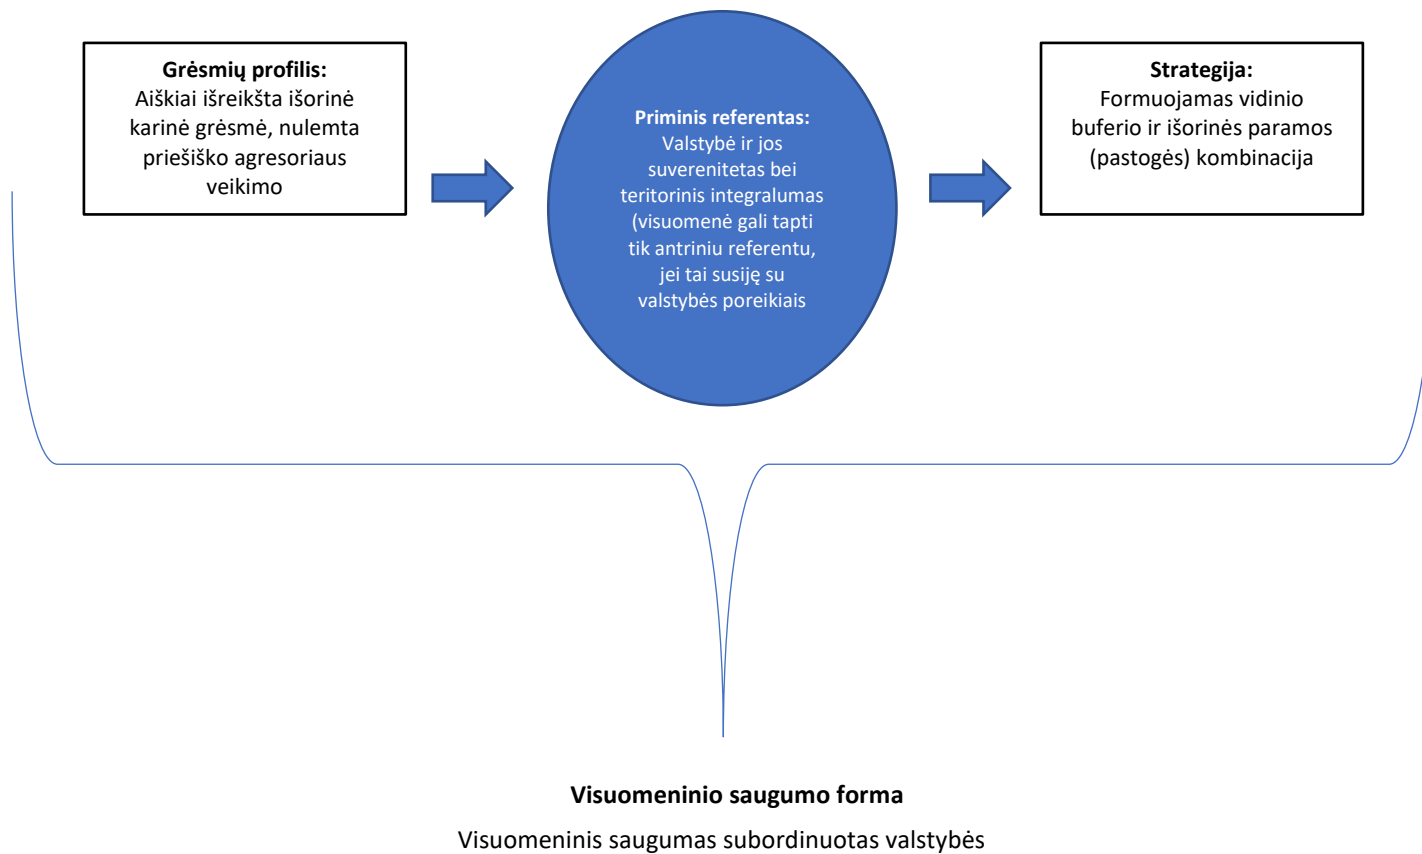 Grėsmių profilis:
Aiškiai išreikšta išorinė
karinė grėsmė, nulemta
priešiško agresoriaus
veikimo
Priminis referentas:
Valstybė ir jos
suverenitetas bei
teritorinis integralumas
(visuomenė gali tapti
tik antriniu referentu,
jei tai susiję su
valstybės poreikiais
Strategija:
Formuojamas vidinio
buferio ir išorinės paramos
(pastogės) kombinacija
Visuomeninio saugumo forma
Visuomeninis saugumas subordinuotas valstybės